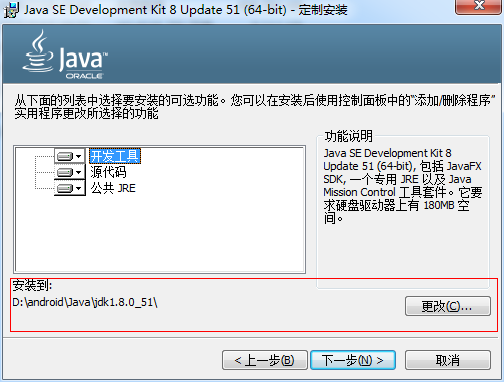 Java SE Development Kit 8 Update 51 (64-bit) - 定制安装
Java
ORACLE
从下面的列表中选择要安装的可选功能。您可以在安装后使用控制面板中的“添加/删除程序”
实用程序更改所选择的功能
开发工具
源代码
公共 JRE
功能说明
Java SE Development Kit 8
Update 51 (64-bit), 包括 JavaFX
SDK, 一个专用 JRE 以及 Java
Mission Control 工具套件。它要
求硬盘驱动器上有 180MB 空
间。
安装到:
D:\android\Java\jdk1.8.0_51\
更改(C)...
< 上一步(B)
下一步(N) >
取消